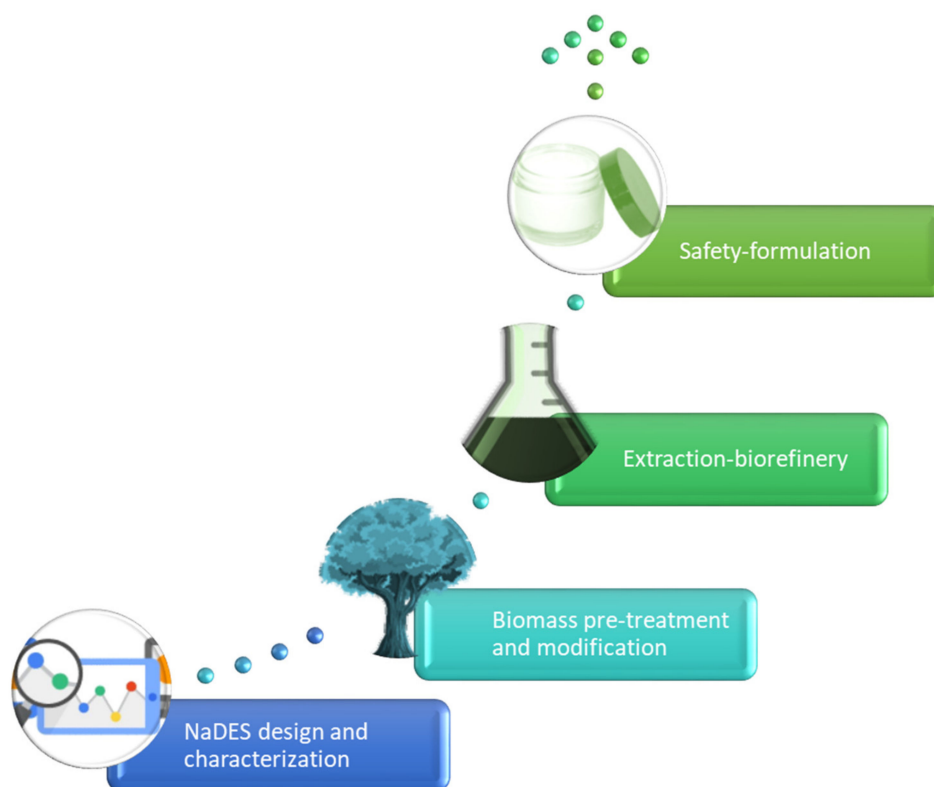 Safety-formulation
Extraction-biorefinery
Biomass pre-treatment
and modification
NaDES design and
characterization